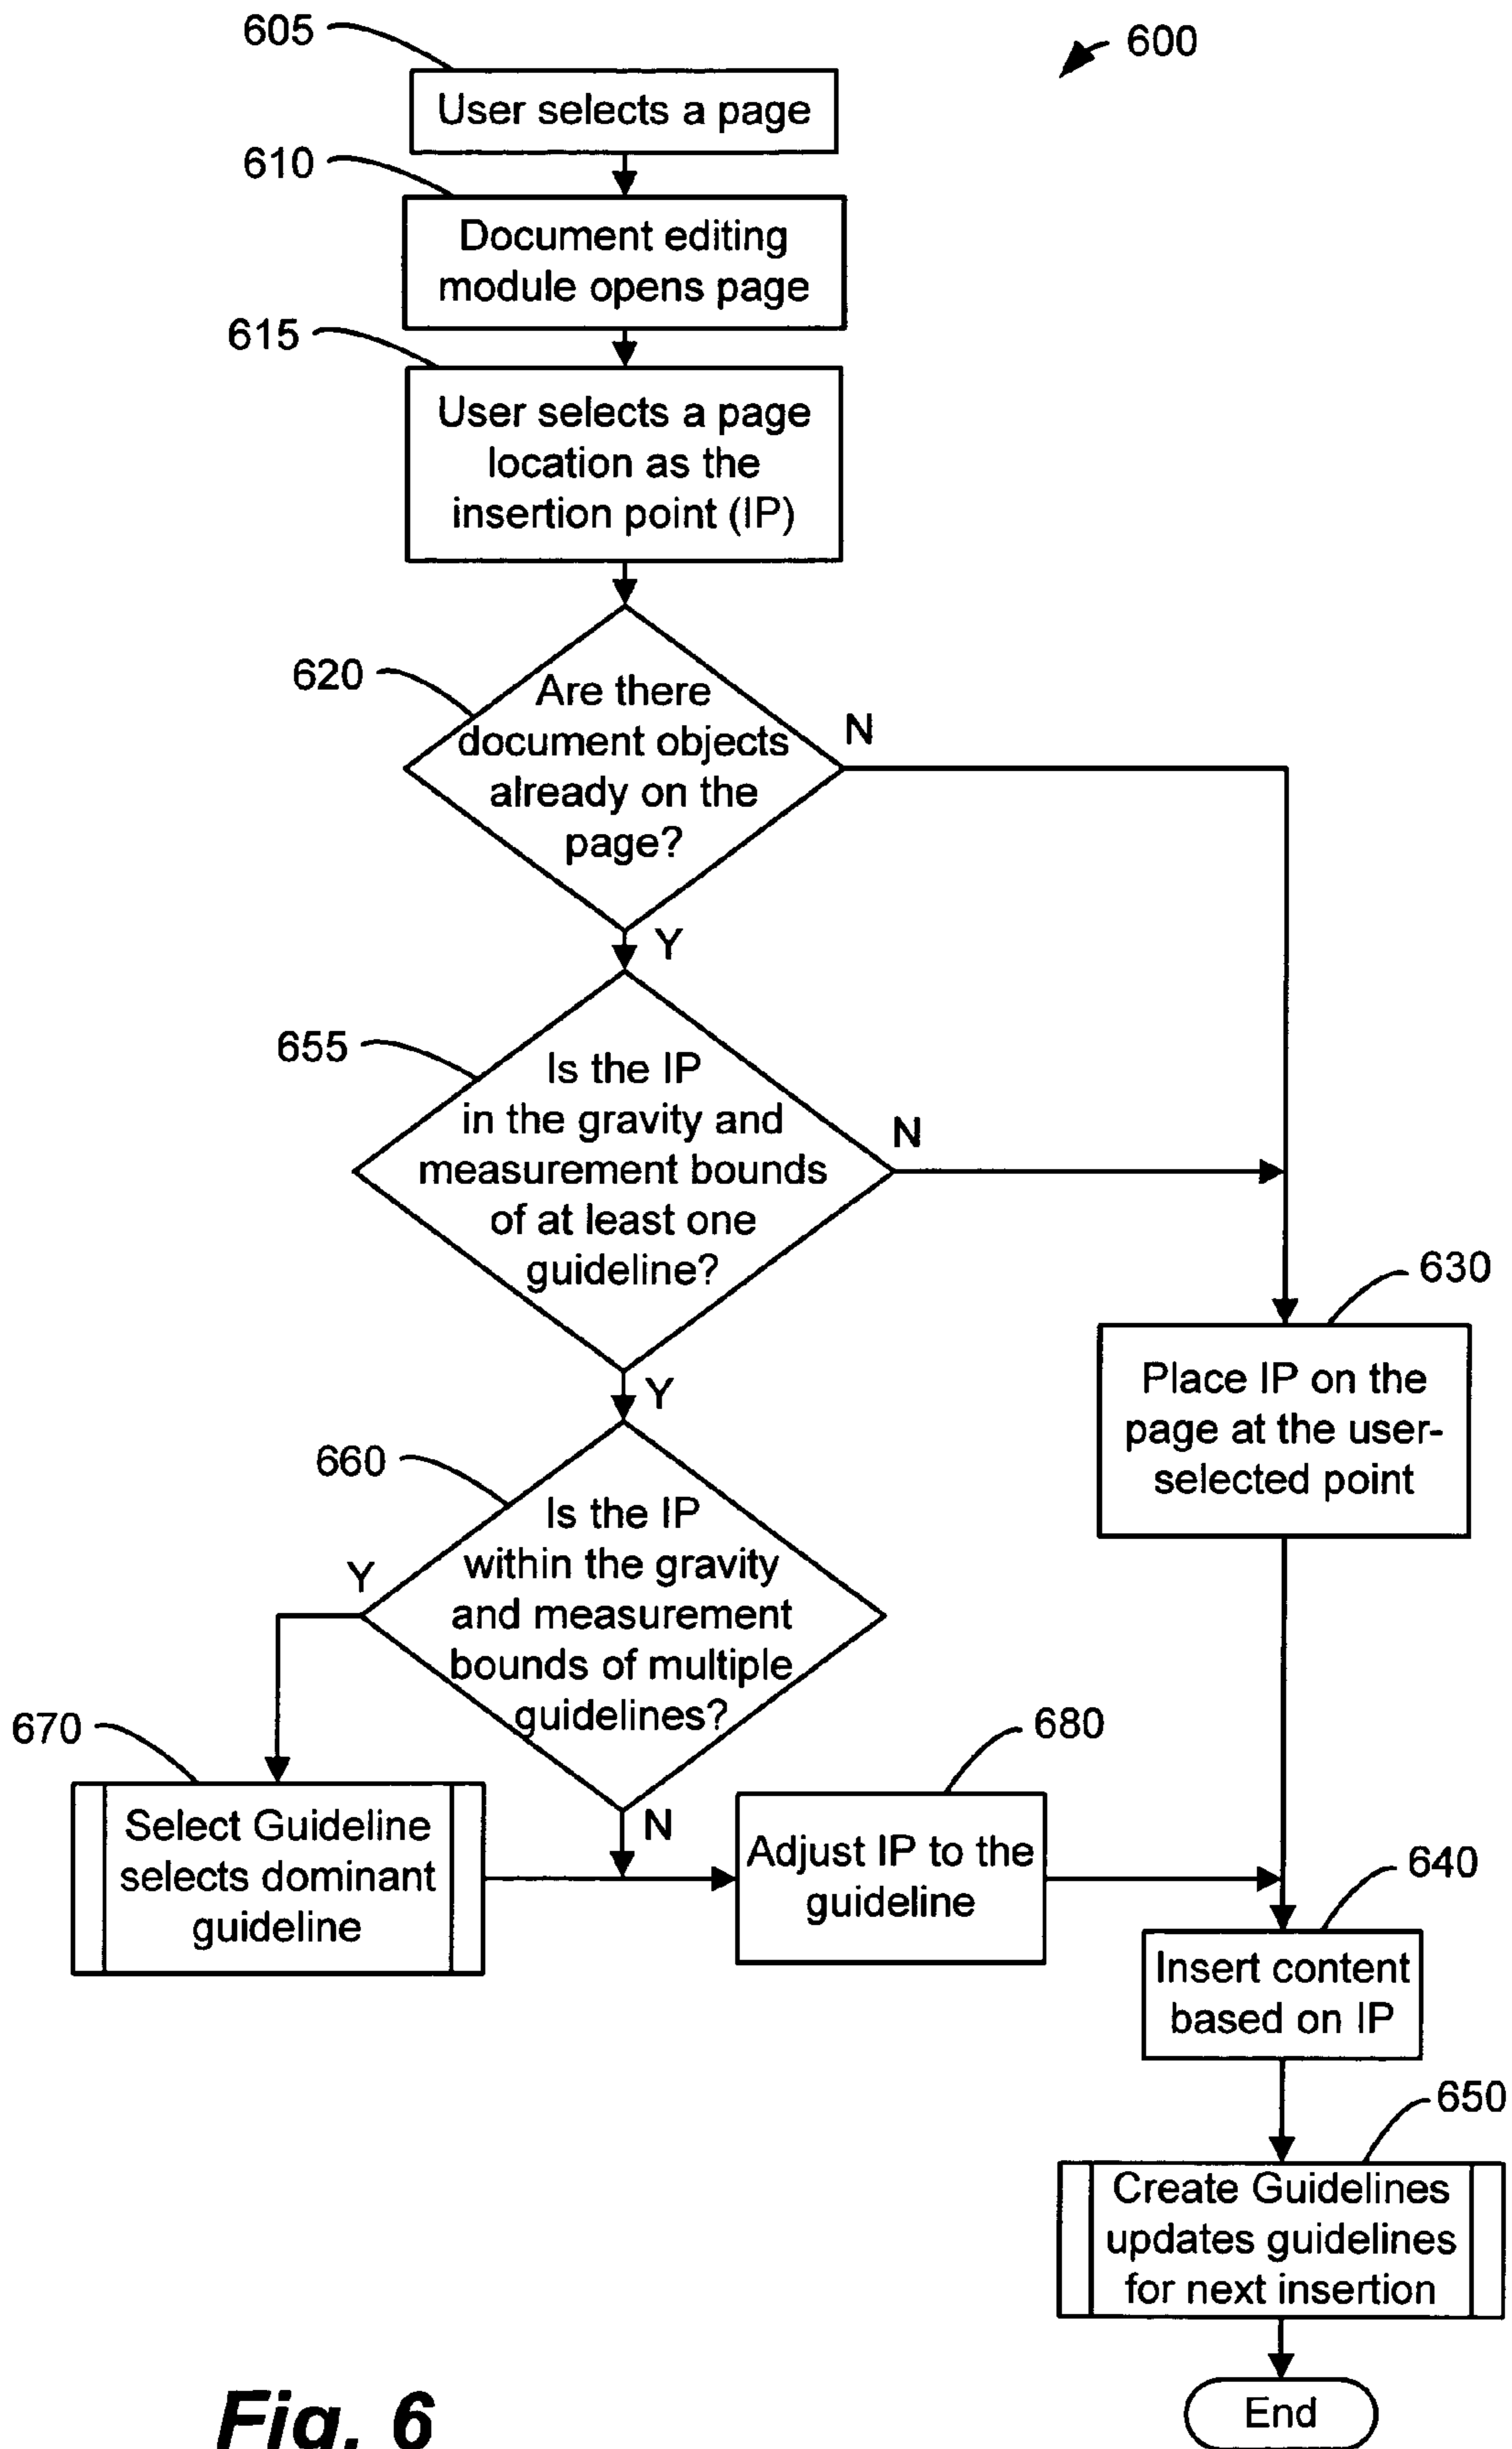 605
600
User selects a page
610
Document editing
module opens page
615
User selects a page
location as the
insertion point (IP)
620
Are there
document objects
already on the
page?
N
Y
655
Is the IP
in the gravity and
measurement bounds
of at least one
guideline?
N
630
Place IP on the
page at the user-
selected point
Y
660
Is the IP
within the gravity
and measurement
bounds of multiple
guidelines?
Y
N
670
Select Guideline
selects dominant
guideline
680
Adjust IP to the
guideline
640
Insert content
based on IP
650
Create Guidelines
updates guidelines
for next insertion
End
Fig. 6